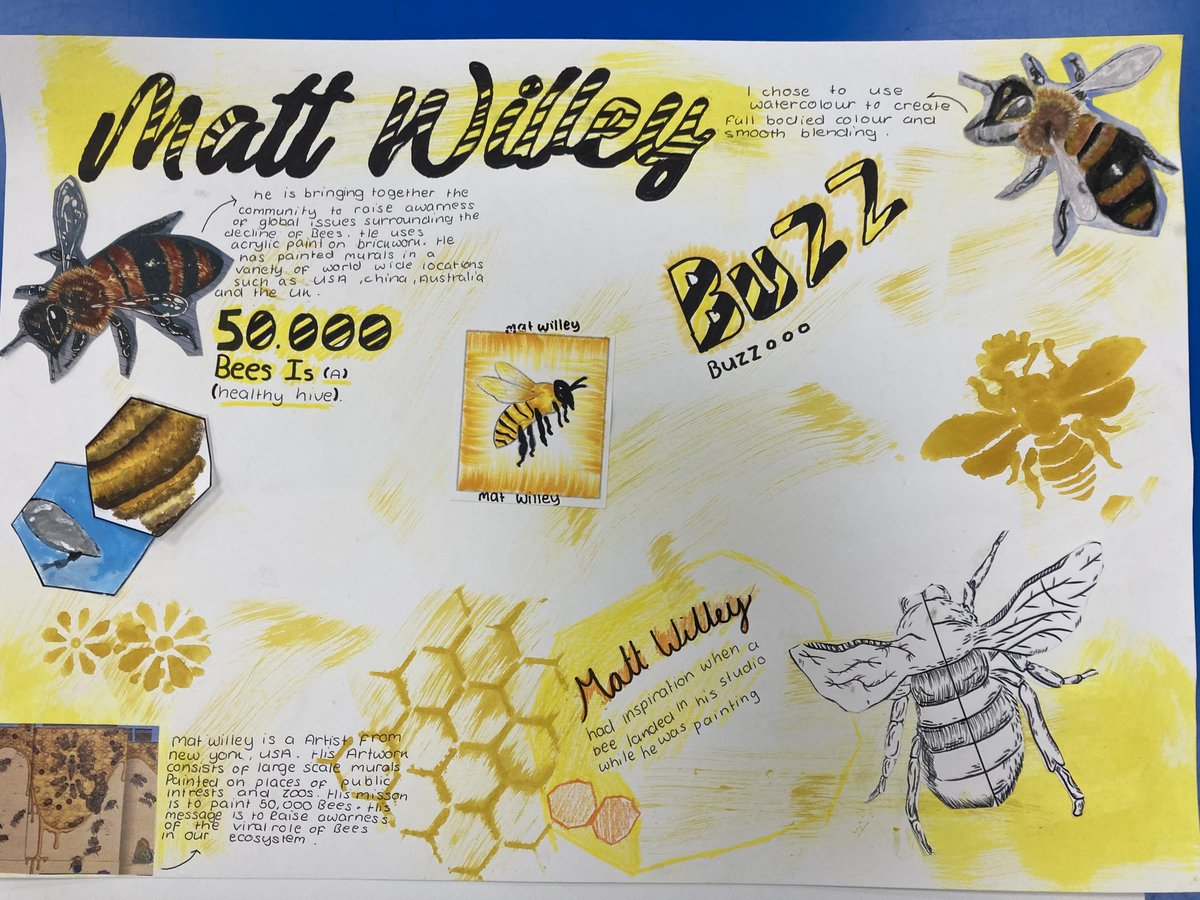 Matt Willey
I chose to use
watercolour to create
full bodied colour and
smooth blending.
he is bringing together the
community to raise awarness
of global issues surrounding the
decline of Bees. He uses
acrylic paint on brickwork. He
has painted murals in a
variety of world wide locations
such as USA, china, Australia
and the UK.
50.000
Bees Is (A)
(healthy hive).
BuZZ
BuZZooo
mat willey
mat willey
Matt Willey
had inspiration when a
bee landed in his studio
while he was painting
mat willey is a Artist from
new york, USA. His Artworn
consists of large scale murals
Painted on places of public
intrests and zoos. His misson
is to paint 50,000 Bees. His
message is to Raise awarness
of the viral role of Bees
in our ecosystem.